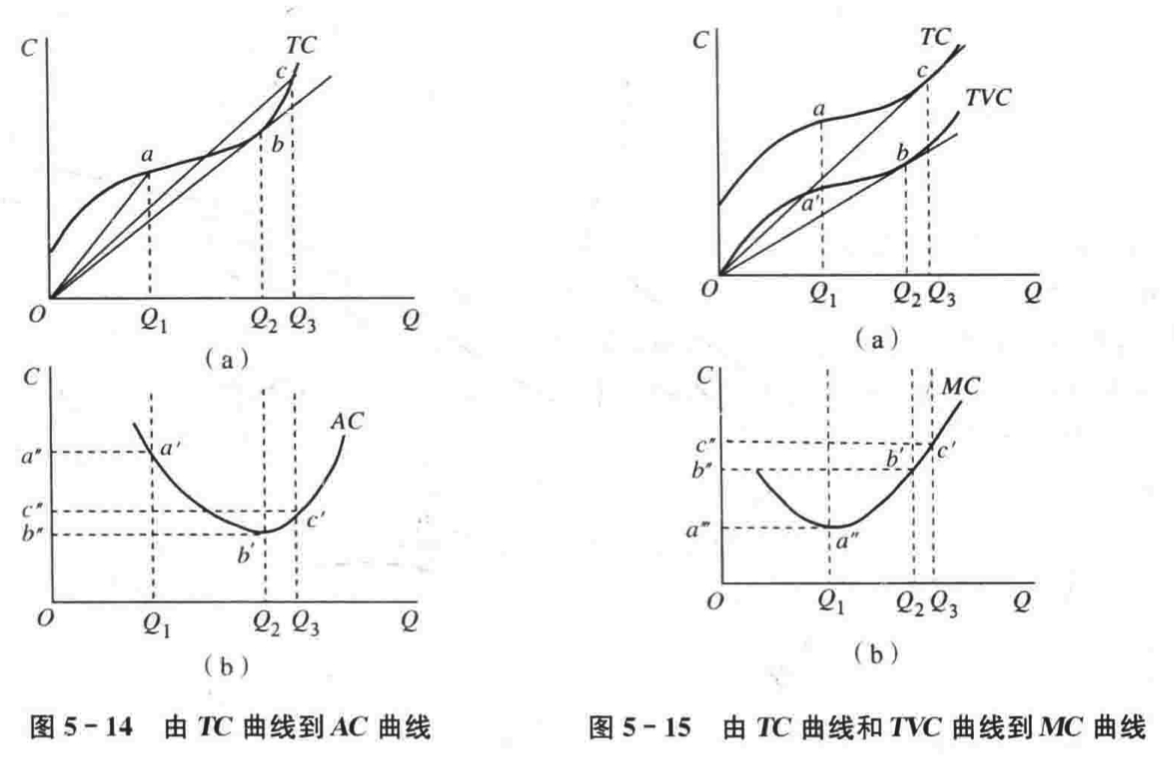 C
TC
c
a
b
O
Q₁
Q₂
Q₃
Q
(a)
C
AC
a″
a′
c″
c′
b″
b′
O
Q₁
Q₂
Q₃
Q
(b)
图 5-14 由 TC 曲线到 AC 曲线
C
TC
c
TVC
a
b
a′
O
Q₁
Q₂
Q₃
Q
(a)
C
MC
c″
b′
c′
b″
a‴
a″
O
Q₁
Q₂
Q₃
Q
(b)
图 5-15 由 TC 曲线和 TVC 曲线到 MC 曲线